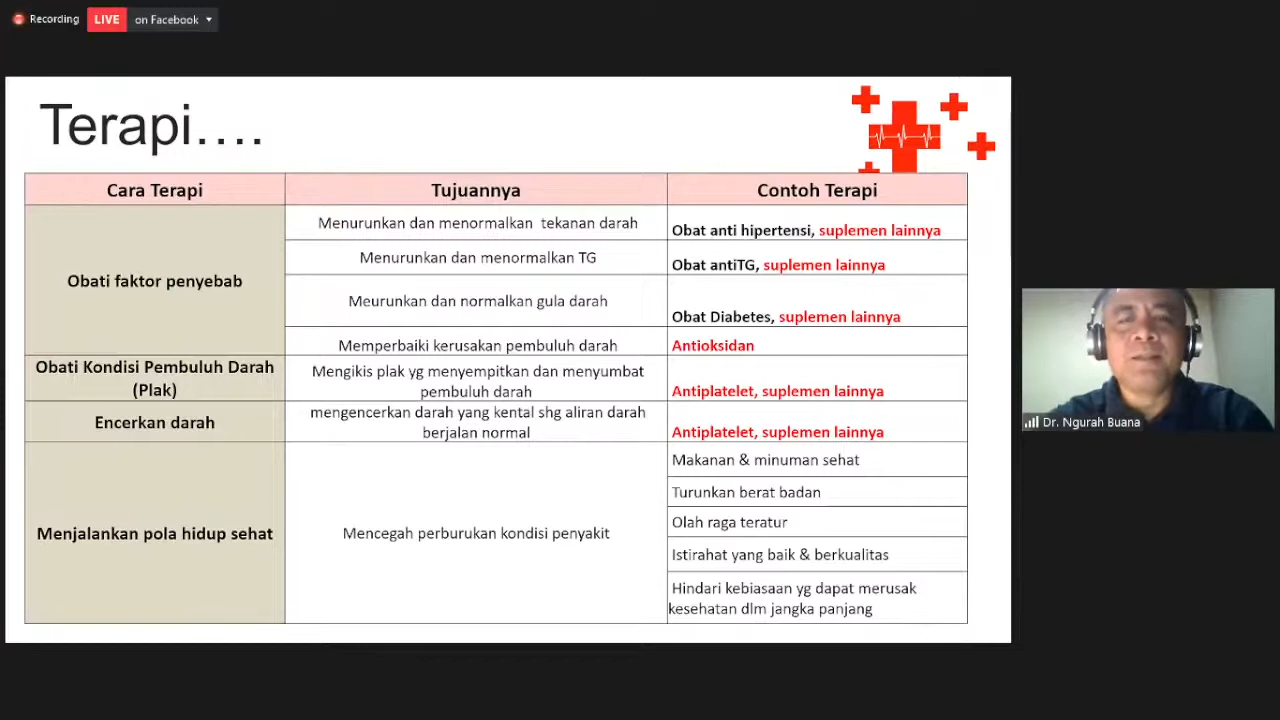 Recording
LIVE
on Facebook
Terapi….
Cara Terapi
Tujuannya
Contoh Terapi
Obati faktor penyebab
Menurunkan dan menormalkan tekanan darah
Obat anti hipertensi, suplemen lainnya
Menurunkan dan menormalkan TG
Obat antiTG, suplemen lainnya
Meurunkan dan normalkan gula darah
Obat Diabetes, suplemen lainnya
Memperbaiki kerusakan pembuluh darah
Antioksidan
Obati Kondisi Pembuluh Darah
(Plak)
Mengikis plak yg menyempitkan dan menyumbat
pembuluh darah
Antiplatelet, suplemen lainnya
Encerkan darah
mengencerkan darah yang kental shg aliran darah
berjalan normal
Antiplatelet, suplemen lainnya
Menjalankan pola hidup sehat
Mencegah perburukan kondisi penyakit
Makanan & minuman sehat
Turunkan berat badan
Olah raga teratur
Istirahat yang baik & berkualitas
Hindari kebiasaan yg dapat merusak
kesehatan dlm jangka panjang
Dr. Ngurah Buana